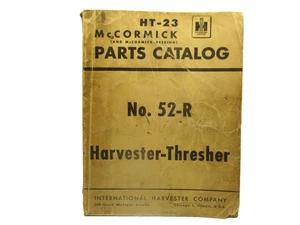 HT-23
McCORMICK
(AND McCORMICK-DEERING)
PARTS CATALOG
No. 52-R
Harvester-Thresher
INTERNATIONAL HARVESTER COMPANY